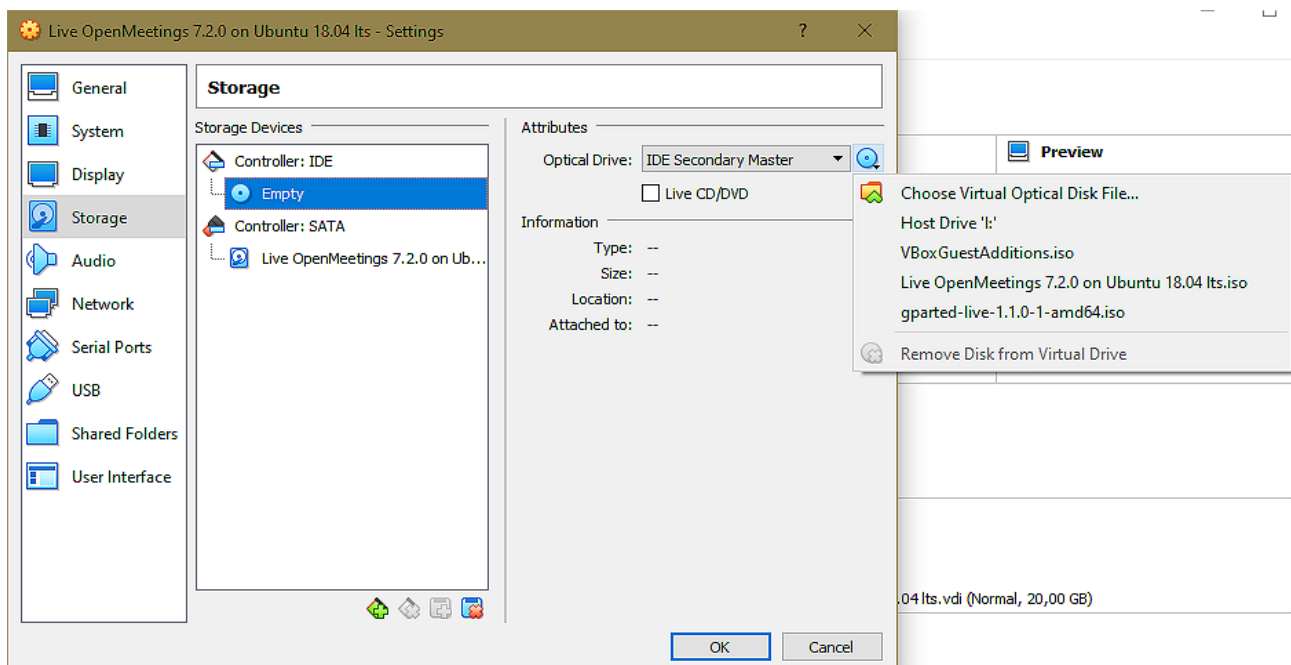 Live OpenMeetings 7.2.0 on Ubuntu 18.04 lts - Settings
?
General
System
Display
Storage
Audio
Network
Serial Ports
USB
Shared Folders
User Interface
Storage
Storage Devices
Controller: IDE
Empty
Controller: SATA
Live OpenMeetings 7.2.0 on Ub...
Attributes
Optical Drive: IDE Secondary Master
Live CD/DVD
Information
Type: --
Size: --
Location: --
Attached to: --
Preview
Choose Virtual Optical Disk File...
Host Drive 'I:'
VBoxGuestAdditions.iso
Live OpenMeetings 7.2.0 on Ubuntu 18.04 lts.iso
gparted-live-1.1.0-1-amd64.iso
Remove Disk from Virtual Drive
.04 lts.vdi (Normal, 20,00 GB)
OK
Cancel